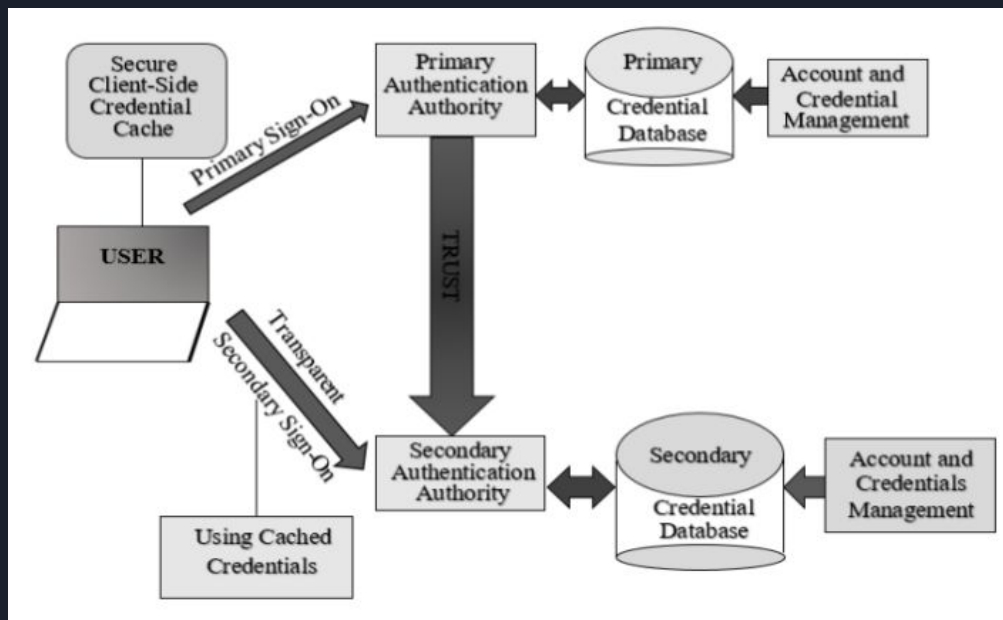 Secure
Client-Side
Credential
Cache
Primary Sign-On
Primary
Authentication
Authority
Primary
Credential
Database
Account and
Credential
Management
USER
TRUST
Transparent
Secondary Sign-On
Secondary
Authentication
Authority
Secondary
Credential
Database
Account and
Credentials
Management
Using Cached
Credentials